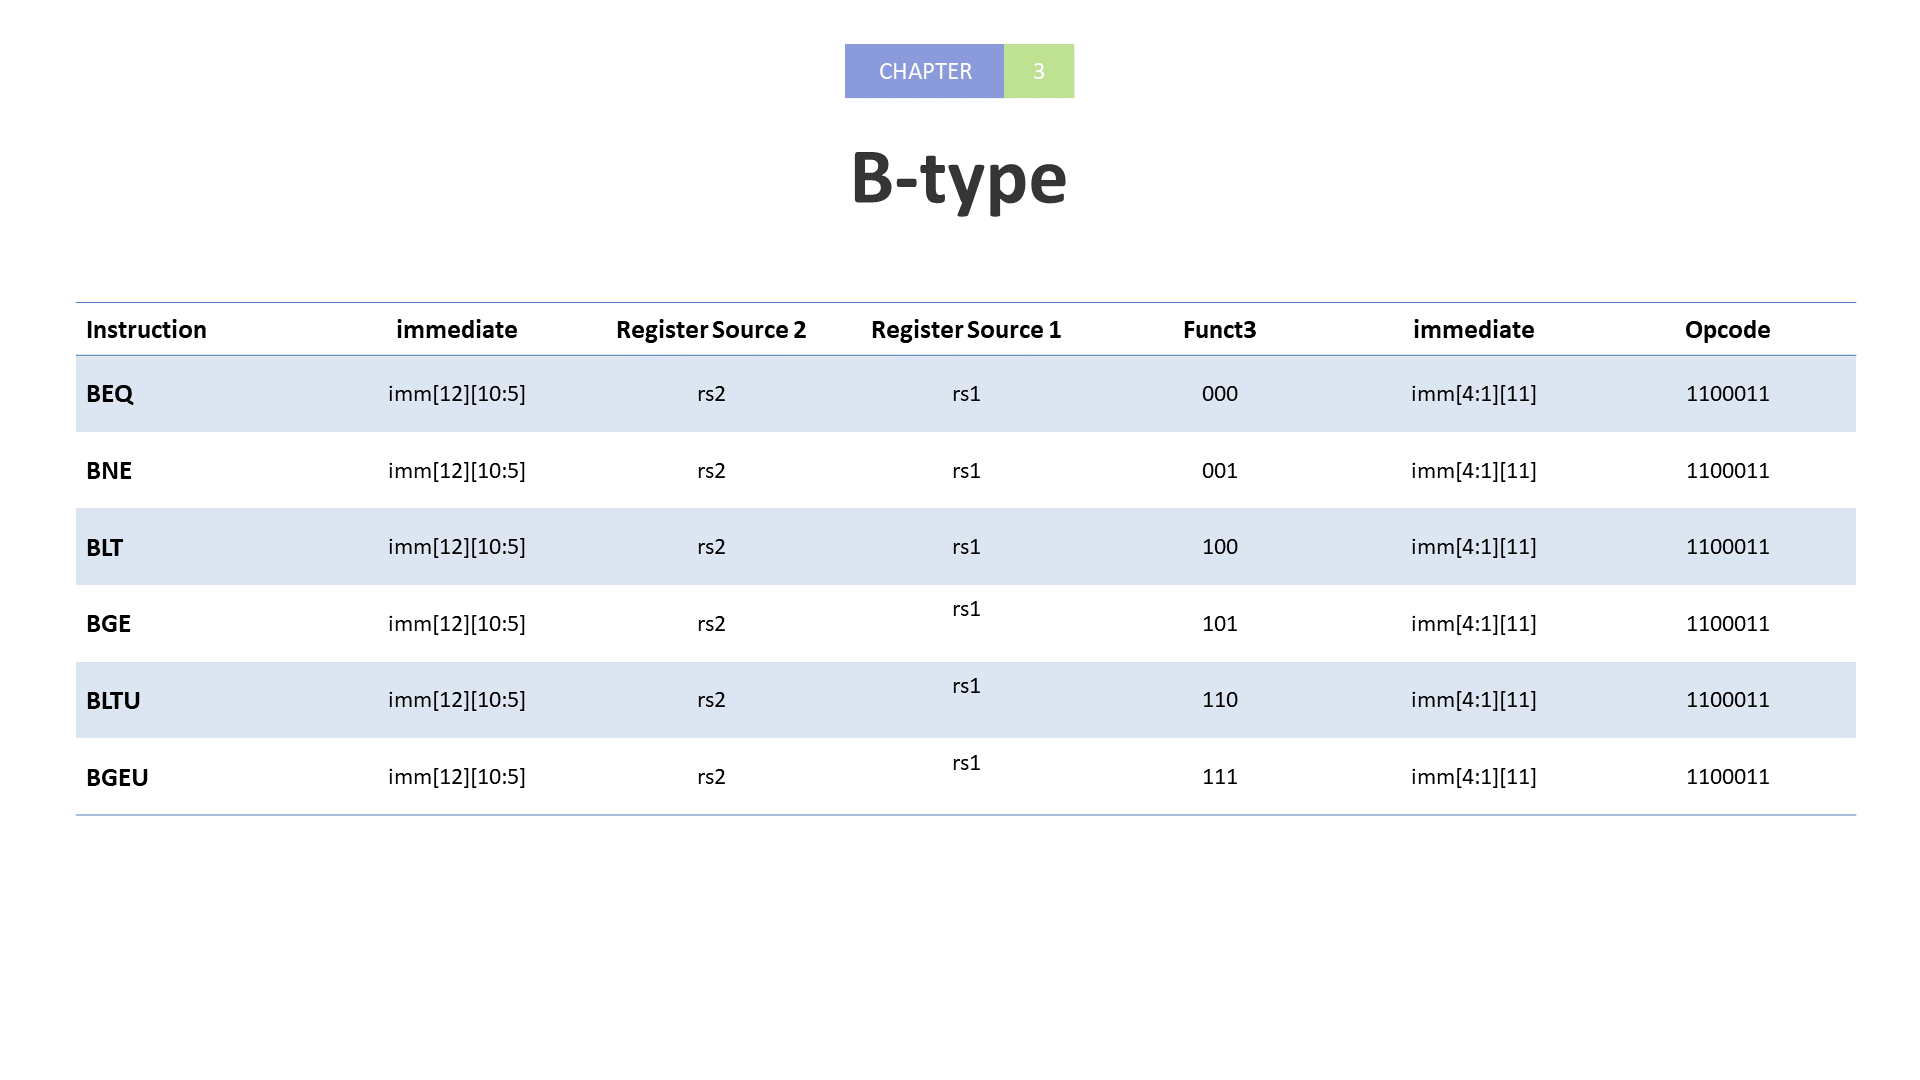 CHAPTER 3
B-type
Instruction immediate Register Source 2 Register Source 1 Funct3 immediate Opcode
BEQ imm[12][10:5] rs2 rs1 000 imm[4:1][11] 1100011
BNE imm[12][10:5] rs2 rs1 001 imm[4:1][11] 1100011
BLT imm[12][10:5] rs2 rs1 100 imm[4:1][11] 1100011
BGE imm[12][10:5] rs2 rs1 101 imm[4:1][11] 1100011
BLTU imm[12][10:5] rs2 rs1 110 imm[4:1][11] 1100011
BGEU imm[12][10:5] rs2 rs1 111 imm[4:1][11] 1100011